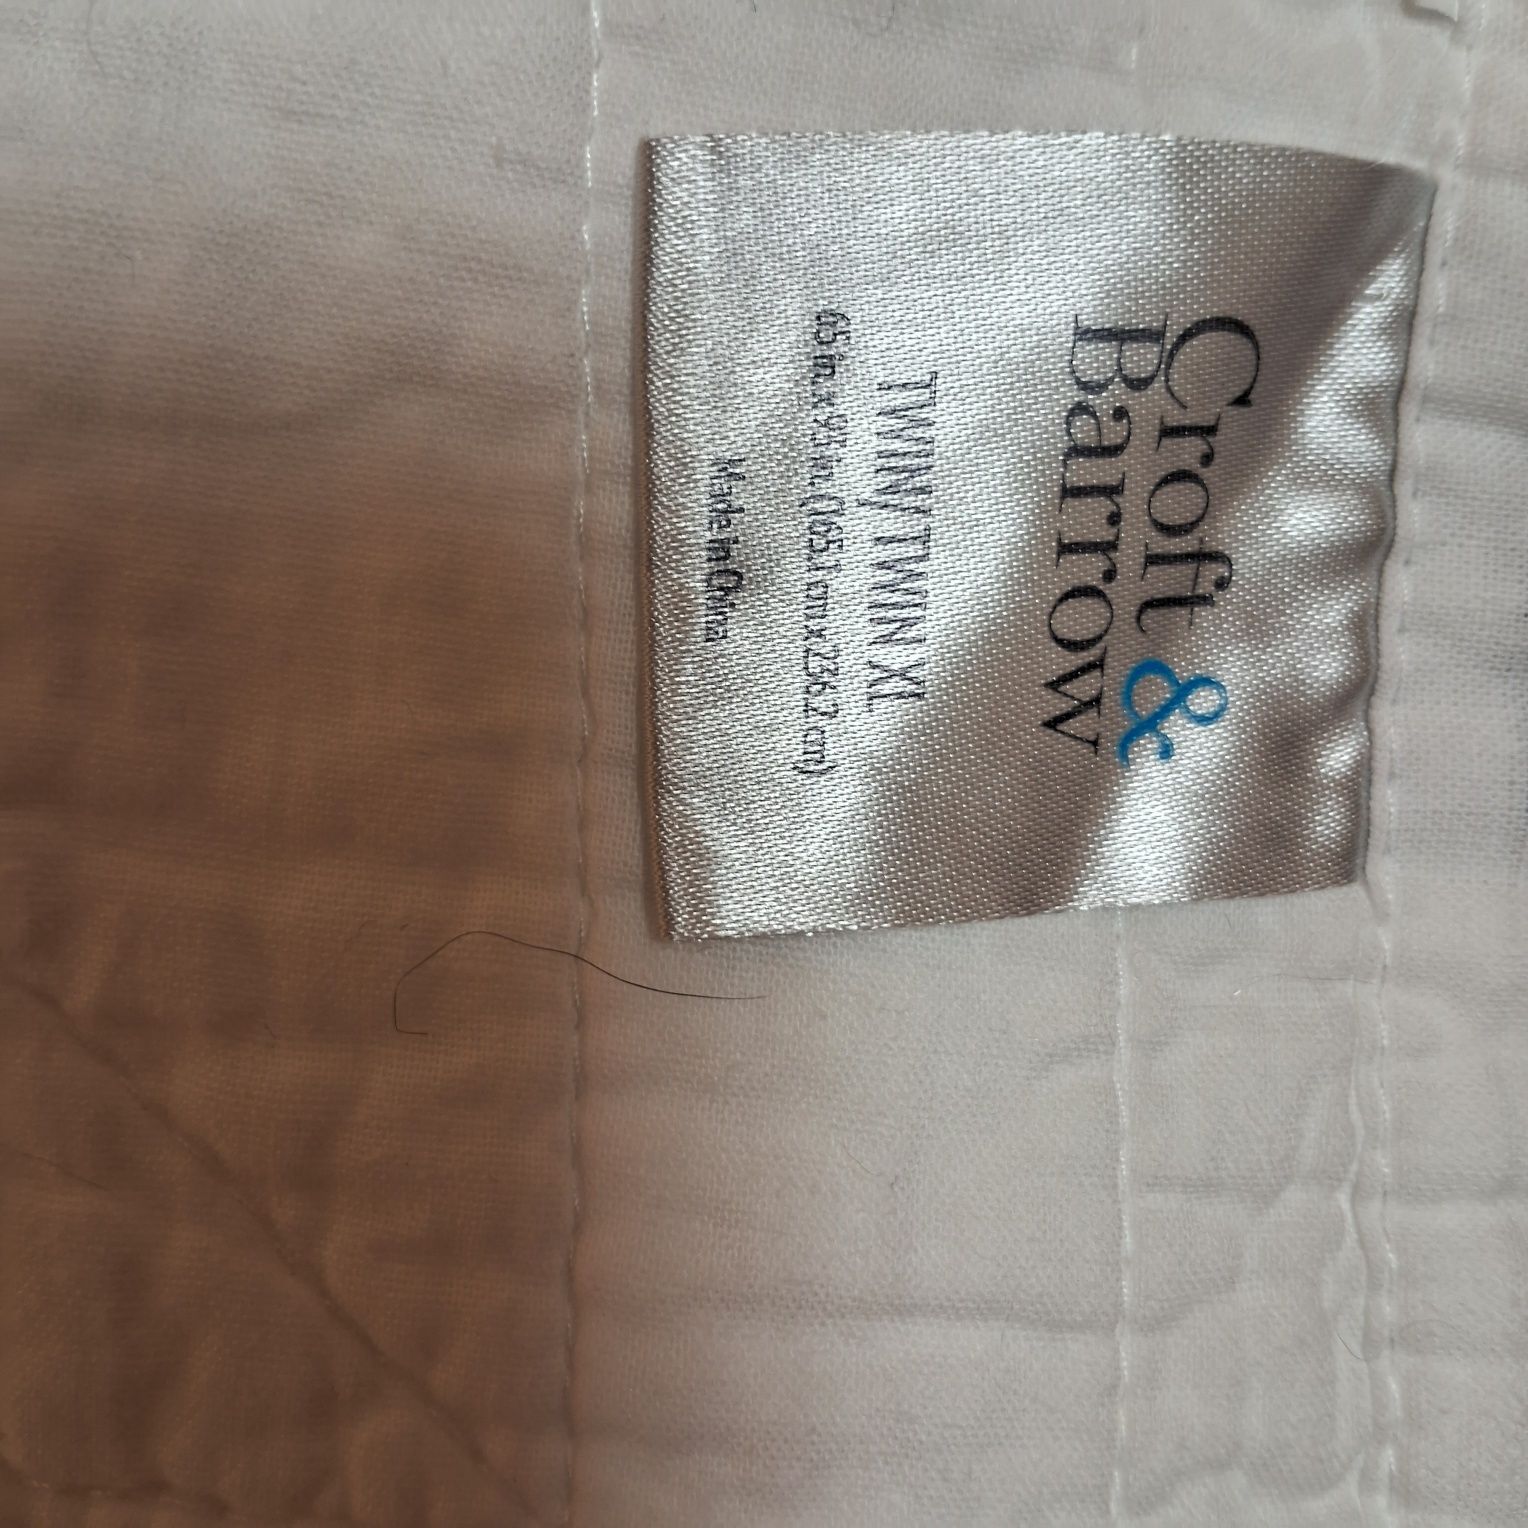 Croft &
Barrow
TWIN/TWIN XL
65 in. x 93 in. (165.1 cm x 236.2 cm)
Made in China